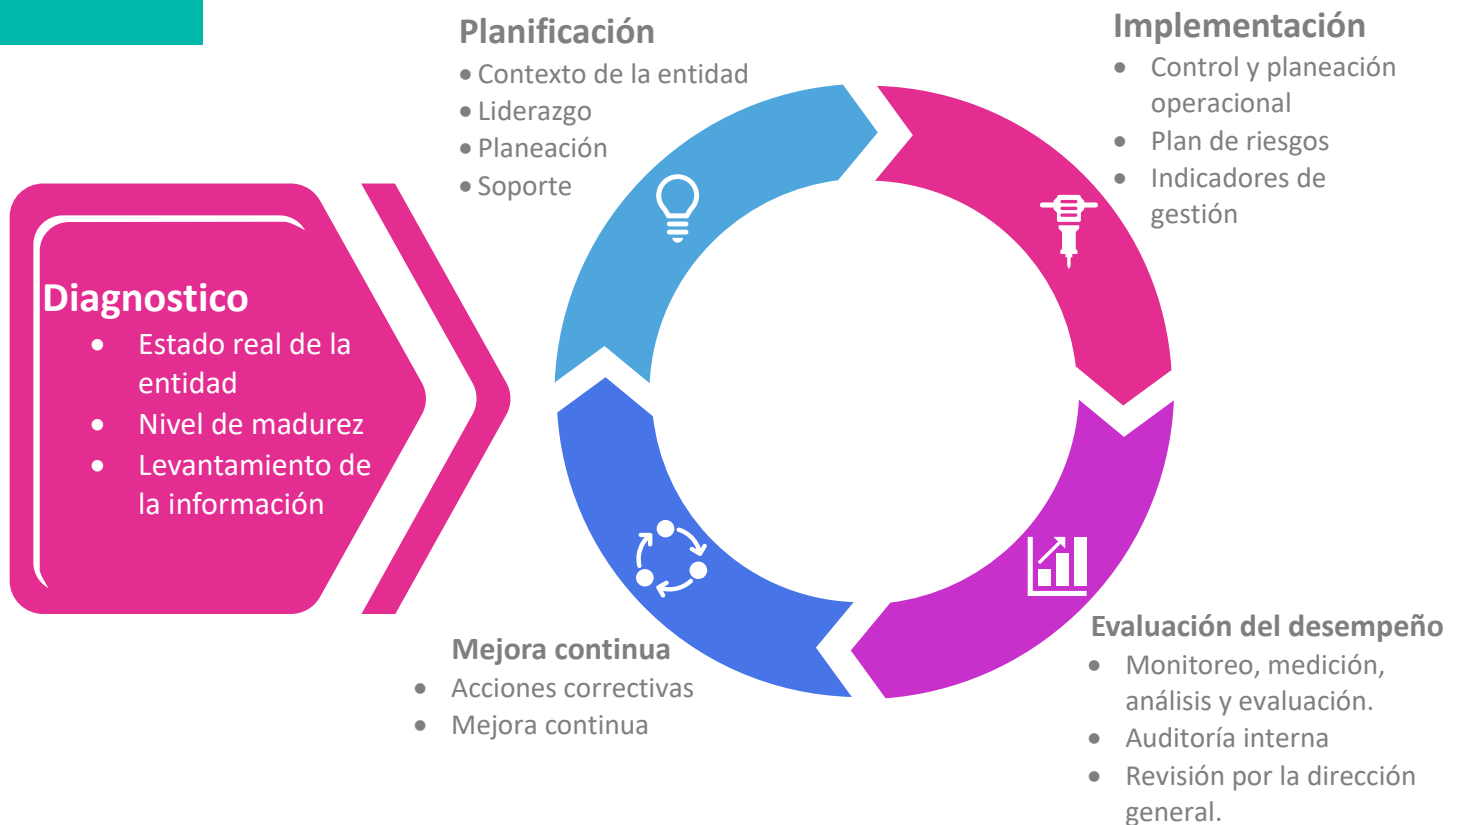 Diagnostico
• Estado real de la
entidad
• Nivel de madurez
• Levantamiento de
la información
Planificación
• Contexto de la entidad
• Liderazgo
• Planeación
• Soporte
Implementación
• Control y planeación
operacional
• Plan de riesgos
• Indicadores de
gestión
Evaluación del desempeño
• Monitoreo, medición,
análisis y evaluación.
• Auditoría interna
• Revisión por la dirección
general.
Mejora continua
• Acciones correctivas
• Mejora continua